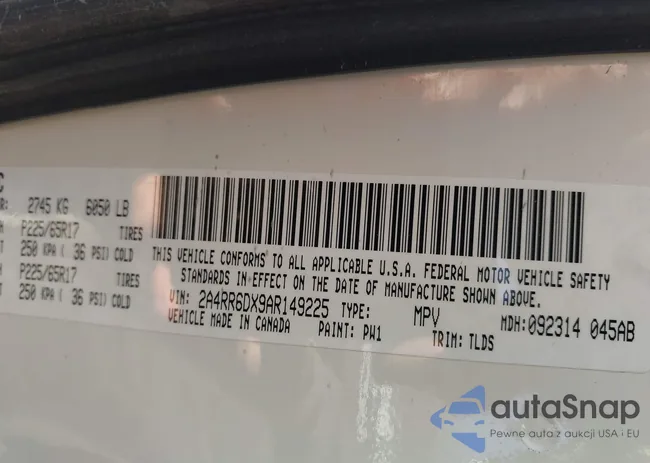 C
R: 2745 KG 6050 LB
P225/65R17 TIRES
250 KPA ( 36 PSI) COLD
P225/65R17 TIRES
250 KPA ( 36 PSI) COLD
THIS VEHICLE CONFORMS TO ALL APPLICABLE U.S.A. FEDERAL MOTOR VEHICLE SAFETY
STANDARDS IN EFFECT ON THE DATE OF MANUFACTURE SHOWN ABOVE.
VIN: 2A4RR6DX9AR149225 TYPE: MPV MDH:092314 045AB
VEHICLE MADE IN CANADA PAINT: PW1 TRIM: TLDS
autaSnap
Pewne auta z aukcji USA i EU